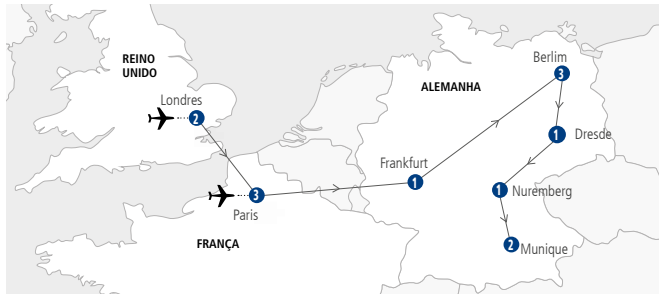 REINO
UNIDO
Londres
2
3
Paris
FRANÇA
ALEMANHA
Frankfurt
1
Berlim
3
1
Dresde
1
Nuremberg
2
Munique